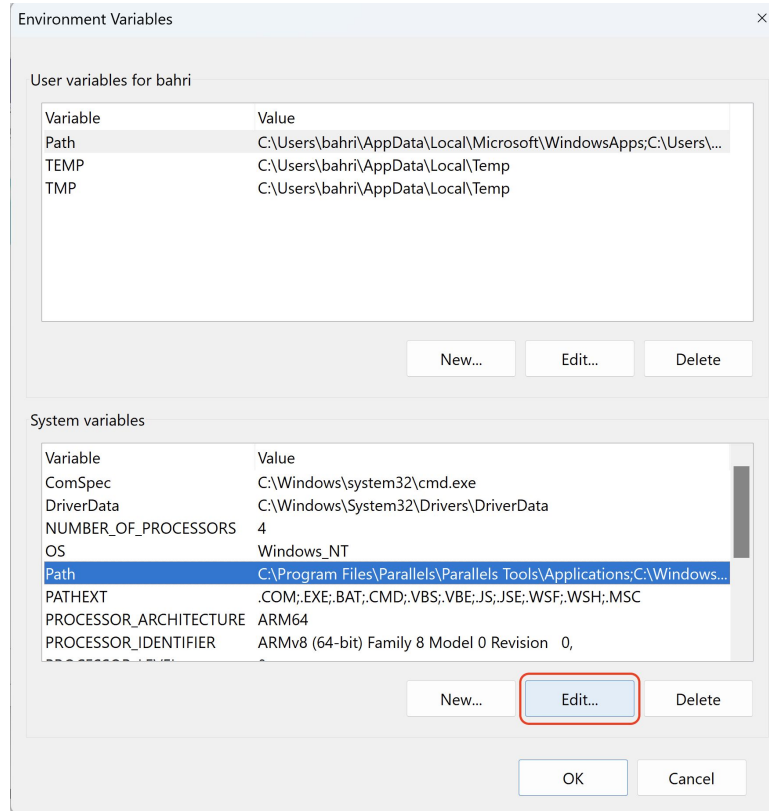 Environment Variables
User variables for bahri
Variable Value
Path C:\Users\bahri\AppData\Local\Microsoft\WindowsApps;C:\Users\...
TEMP C:\Users\bahri\AppData\Local\Temp
TMP C:\Users\bahri\AppData\Local\Temp
New... Edit... Delete
System variables
Variable Value
ComSpec C:\Windows\system32\cmd.exe
DriverData C:\Windows\System32\Drivers\DriverData
NUMBER_OF_PROCESSORS 4
OS Windows_NT
Path C:\Program Files\Parallels\Parallels Tools\Applications;C:\Windows...
PATHEXT .COM;.EXE;.BAT;.CMD;.VBS;.VBE;.JS;.JSE;.WSF;.WSH;.MSC
PROCESSOR_ARCHITECTURE ARM64
PROCESSOR_IDENTIFIER ARMv8 (64-bit) Family 8 Model 0 Revision 0,
New... Edit... Delete
OK Cancel